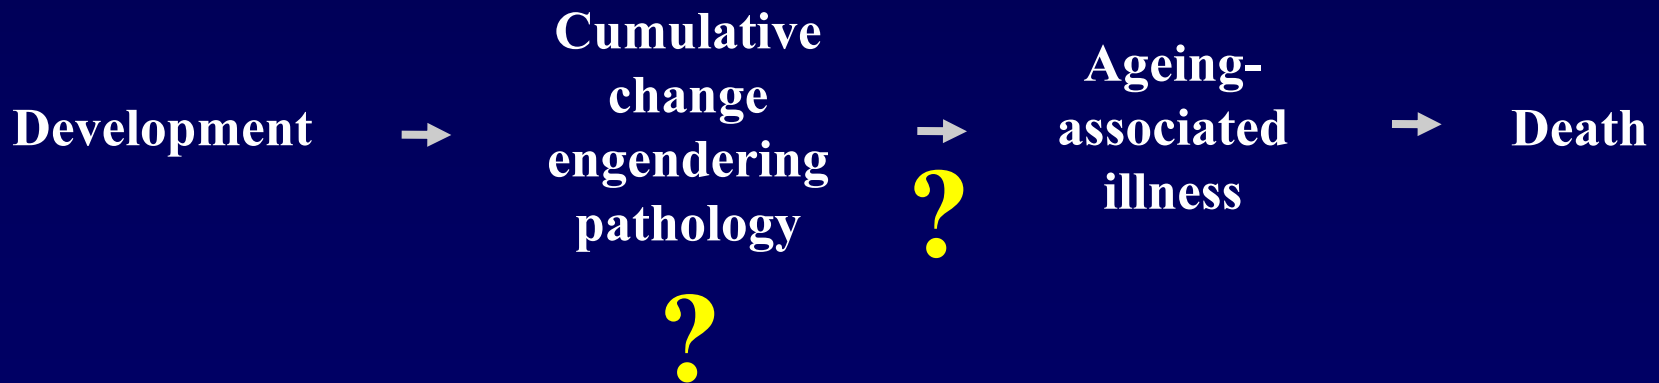 Development
Cumulative
change
engendering
pathology
?
?
Ageing-
associated
illness
Death